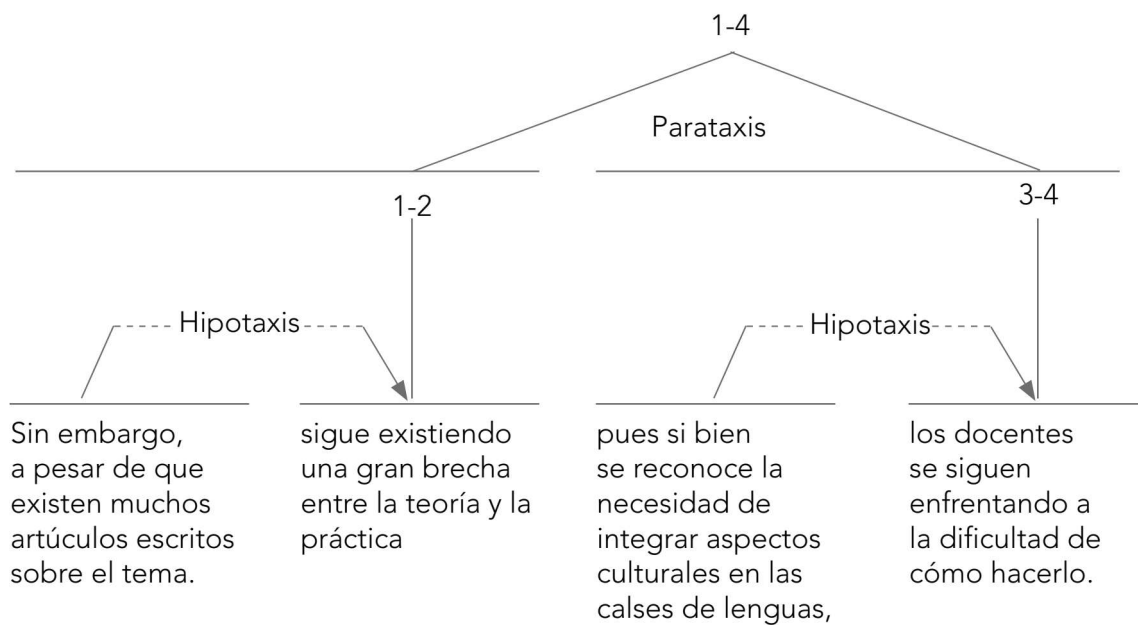 1-4
Parataxis
1-2
3-4
Hipotaxis
Hipotaxis
Sin embargo,
a pesar de que
existen muchos
artúculos escritos
sobre el tema.
sigue existiendo
una gran brecha
entre la teoría y la
práctica
pues si bien
se reconoce la
necesidad de
integrar aspectos
culturales en las
calses de lenguas,
los docentes
se siguen
enfrentando a
la dificultad de
cómo hacerlo.